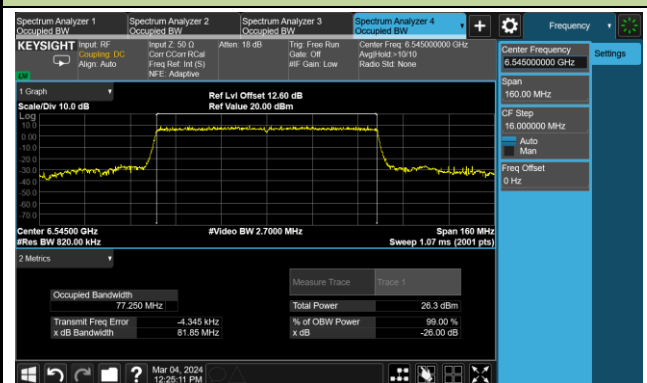 Spectrum Analyzer 1
Occupied BW
Spectrum Analyzer 2
Occupied BW
Spectrum Analyzer 3
Occupied BW
Spectrum Analyzer 4
Occupied BW
Frequency
KEYSIGHT
Input: RF
Coupling: DC
Align: Auto
Input Z: 50 Ω
Corr CCorr RCal
Freq Ref: Int (S)
NFE: Adaptive
Atten: 18 dB
Trig: Free Run
Gate: Off
#IF Gain: Low
Center Freq: 6.545000000 GHz
Avg|Hold:>10/10
Radio Std: None
Center Frequency
6.545000000 GHz
Settings
Span
160.00 MHz
CF Step
16.000000 MHz
Auto
Man
Freq Offset
0 Hz
1 Graph
Scale/Div 10.0 dB
Ref Lvl Offset 12.60 dB
Ref Value 20.00 dBm
Log
10.0
0.00
-10.0
-20.0
-30.0
-40.0
-50.0
-60.0
-70.0
Center 6.54500 GHz
#Res BW 820.00 kHz
#Video BW 2.7000 MHz
Span 160 MHz
Sweep 1.07 ms (2001 pts)
2 Metrics
Measure Trace
Trace 1
Occupied Bandwidth
77.250 MHz
Total Power
26.3 dBm
Transmit Freq Error
-4.345 kHz
% of OBW Power
99.00 %
x dB Bandwidth
81.85 MHz
x dB
-26.00 dB
Mar 04, 2024
12:25:11 PM